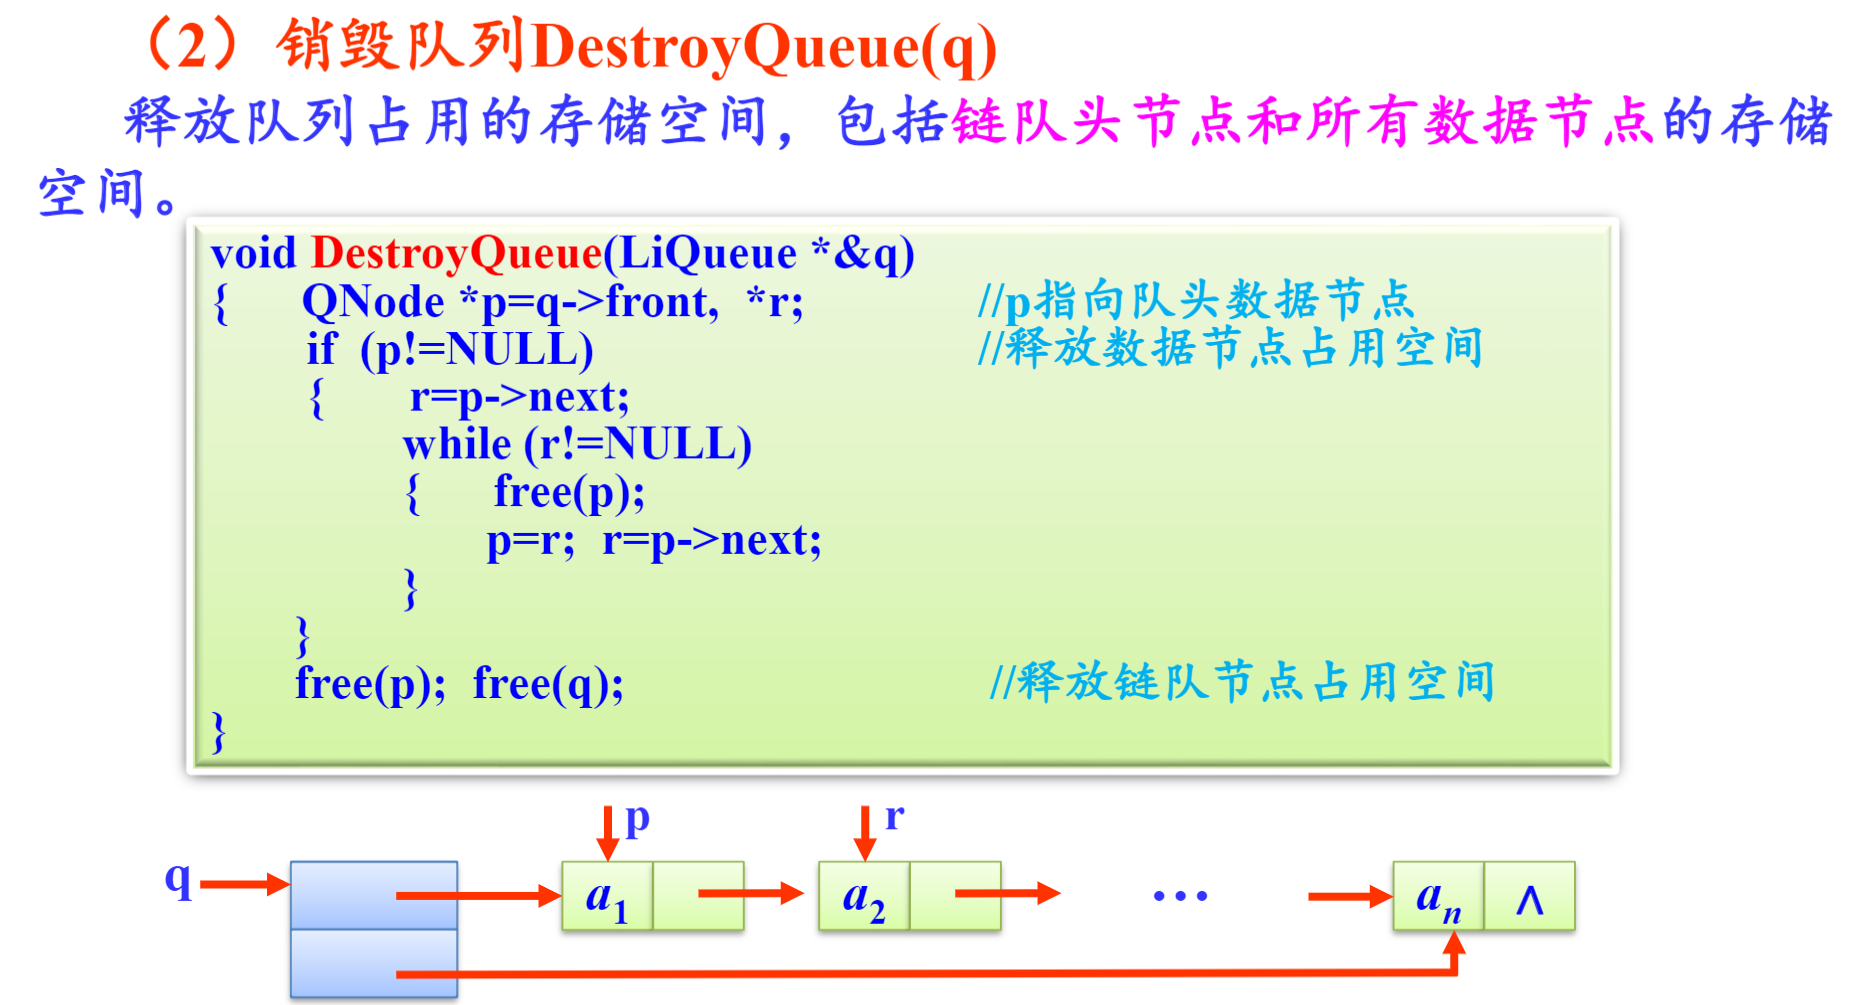 （2）销毁队列DestroyQueue(q)
释放队列占用的存储空间，包括链队头节点和所有数据节点的存储
空间。
void DestroyQueue(LiQueue *&q)
{ QNode *p=q->front, *r; //p指向队头数据节点
if (p!=NULL) //释放数据节点占用空间
{ r=p->next;
while (r!=NULL)
{ free(p);
p=r; r=p->next;
}
}
free(p); free(q); //释放链队节点占用空间
}
p r
q a1 a2 … an ∧